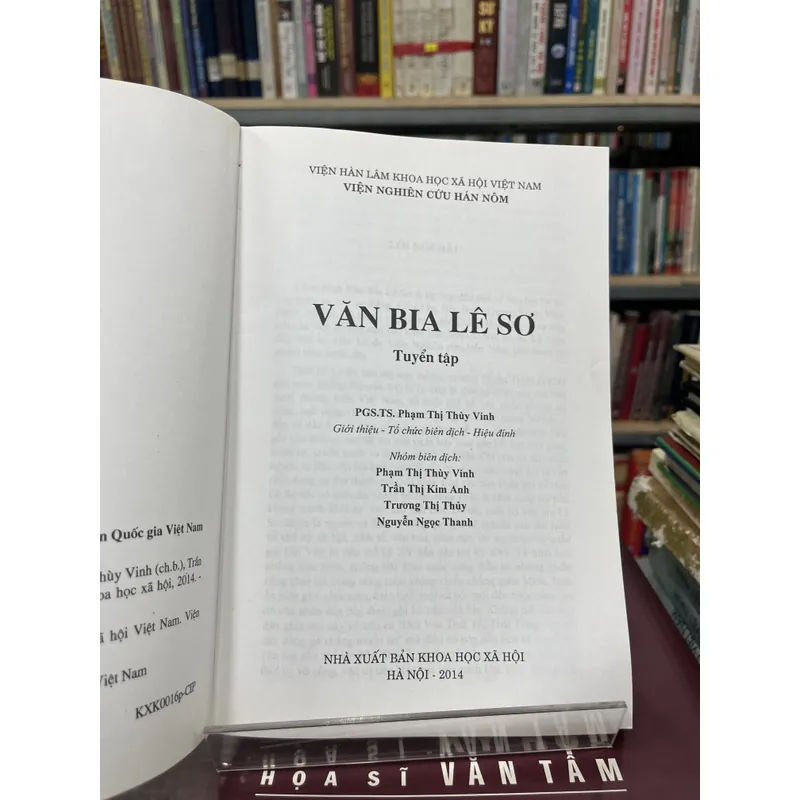 SỬ
KÝ
VIỆN HÀN LÂM KHOA HỌC XÃ HỘI VIỆT NAM
VIỆN NGHIÊN CỨU HÁN NÔM
VĂN BIA LÊ SƠ
Tuyển tập
PGS.TS. Phạm Thị Thùy Vinh
Giới thiệu - Tổ chức biên dịch - Hiệu đính
Nhóm biên dịch:
Phạm Thị Thùy Vinh
Trần Thị Kim Anh
Trương Thị Thủy
Nguyễn Ngọc Thanh
NHÀ XUẤT BẢN KHOA HỌC XÃ HỘI
HÀ NỘI - 2014
n Quốc gia Việt Nam
hùy Vinh (ch.b.), Trần
oa học xã hội, 2014. -
ã hội Việt Nam. Viện
Việt Nam
KXK0016p-CIP
HỌA SĨ VĂN TẤM